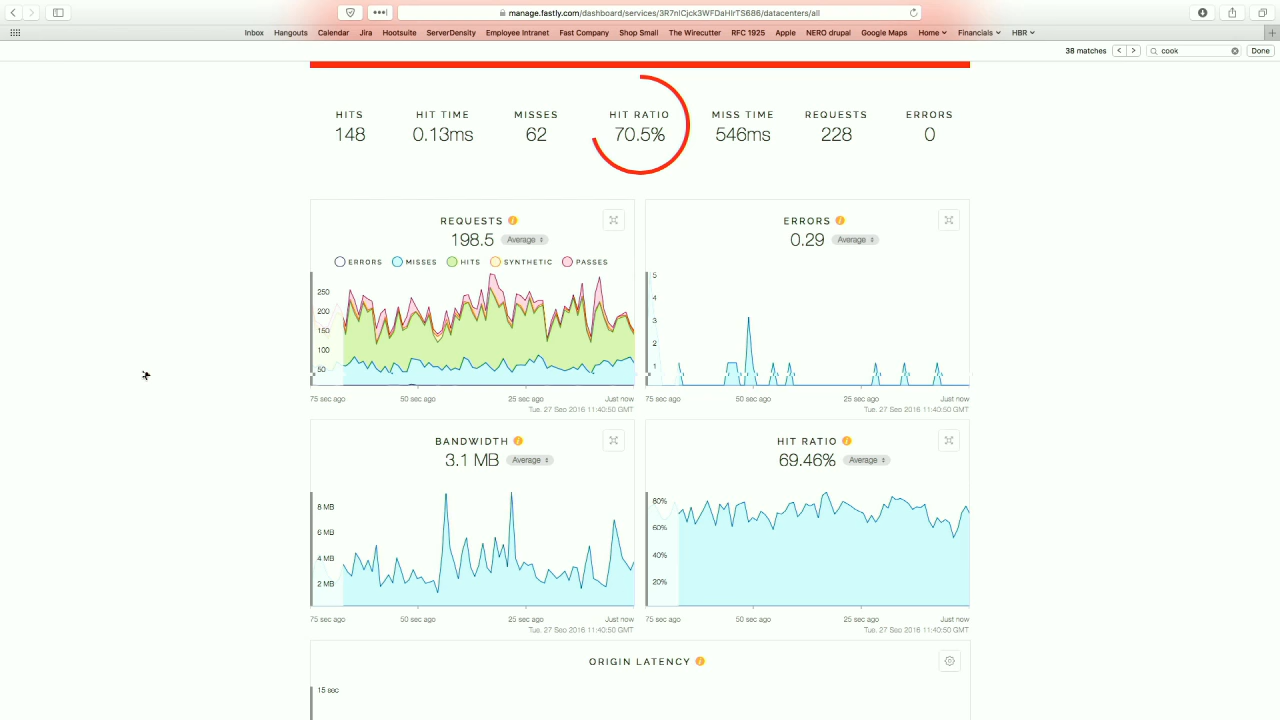 manage.fastly.com/dashboard/services/3R7nICjck3WFDaHIrTS686/datacenters/all
Inbox Hangouts Calendar Jira Hootsuite ServerDensity Employee Intranet Fast Company Shop Small The Wirecutter RFC 1925 Apple NERO drupal Google Maps Home Financials HBR
38 matches < > cook Done
HITS HIT TIME MISSES HIT RATIO MISS TIME REQUESTS ERRORS
148 0.13ms 62 70.5% 546ms 228 0
REQUESTS
198.5 Average
ERRORS MISSES HITS SYNTHETIC PASSES
250
200
150
100
50
75 sec ago 50 sec ago 25 sec ago Just now
Tue, 27 Sep 2016 11:40:50 GMT
ERRORS
0.29 Average
5
4
3
2
1
75 sec ago 50 sec ago 25 sec ago Just now
Tue, 27 Sep 2016 11:40:50 GMT
BANDWIDTH
3.1 MB Average
8 MB
6 MB
4 MB
2 MB
75 sec ago 50 sec ago 25 sec ago Just now
Tue, 27 Sep 2016 11:40:50 GMT
HIT RATIO
69.46% Average
80%
60%
40%
20%
75 sec ago 50 sec ago 25 sec ago Just now
Tue, 27 Sep 2016 11:40:50 GMT
ORIGIN LATENCY
15 sec